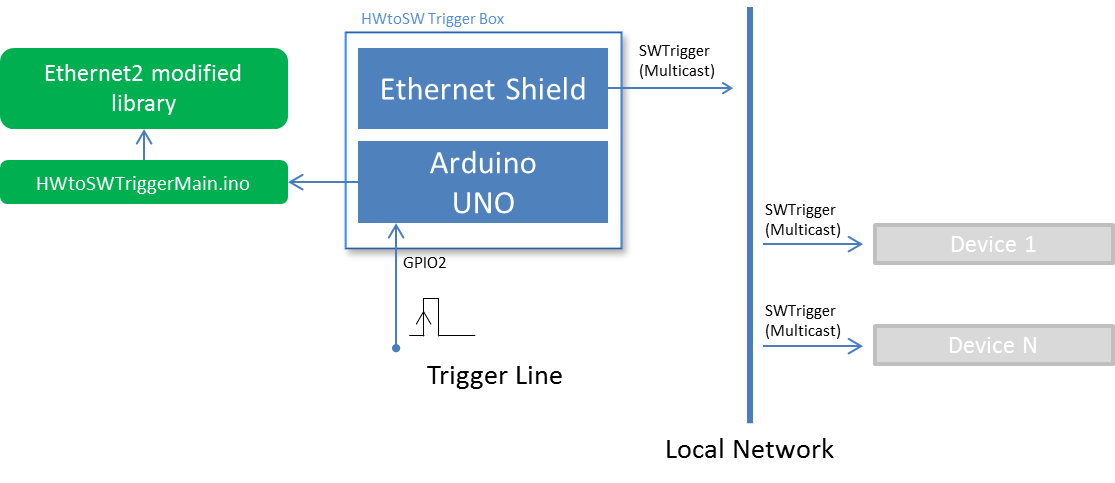 HWtoSW Trigger Box
Ethernet2 modified
library
HWtoSWTriggerMain.ino
Ethernet Shield
Arduino
UNO
SWTrigger
(Multicast)
GPIO2
Trigger Line
SWTrigger
(Multicast)
Device 1
SWTrigger
(Multicast)
Device N
Local Network